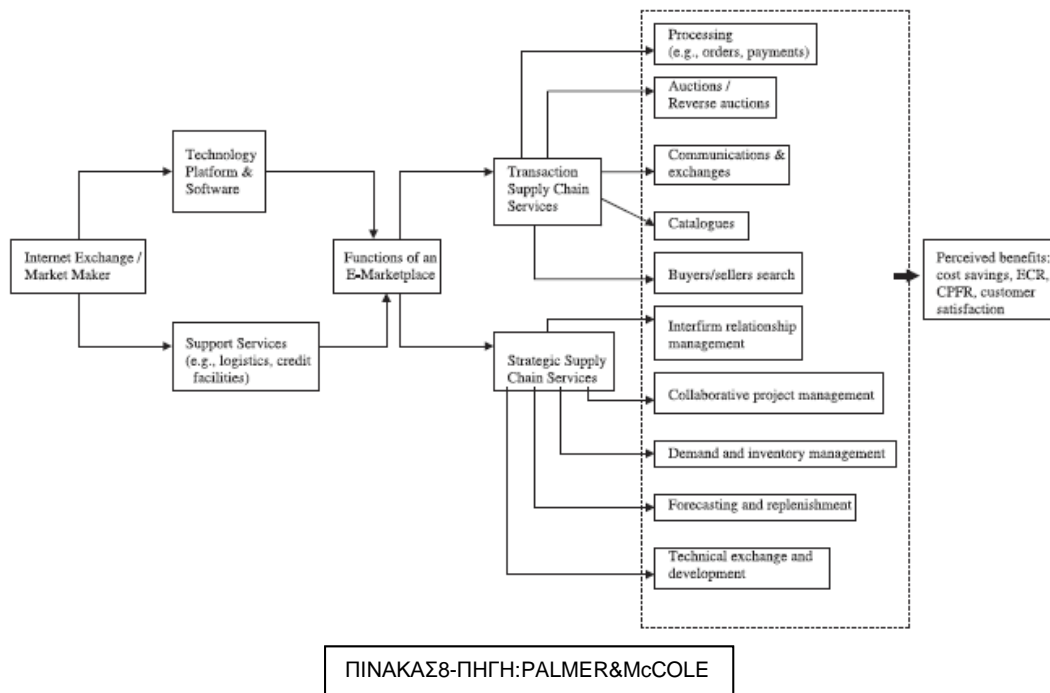 Internet Exchange /
Market Maker
Technology
Platform &
Software
Support Services
(e.g., logistics, credit
facilities)
Functions of an
E-Marketplace
Transaction
Supply Chain
Services
Strategic Supply
Chain Services
Processing
(e.g., orders, payments)
Auctions /
Reverse auctions
Communications &
exchanges
Catalogues
Buyers/sellers search
Interfirm relationship
management
Collaborative project management
Demand and inventory management
Forecasting and replenishment
Technical exchange and
development
Perceived benefits:
cost savings, ECR,
CPFR, customer
satisfaction
ΠΙΝΑΚΑΣ8-ΠΗΓΗ:PALMER&McCOLE